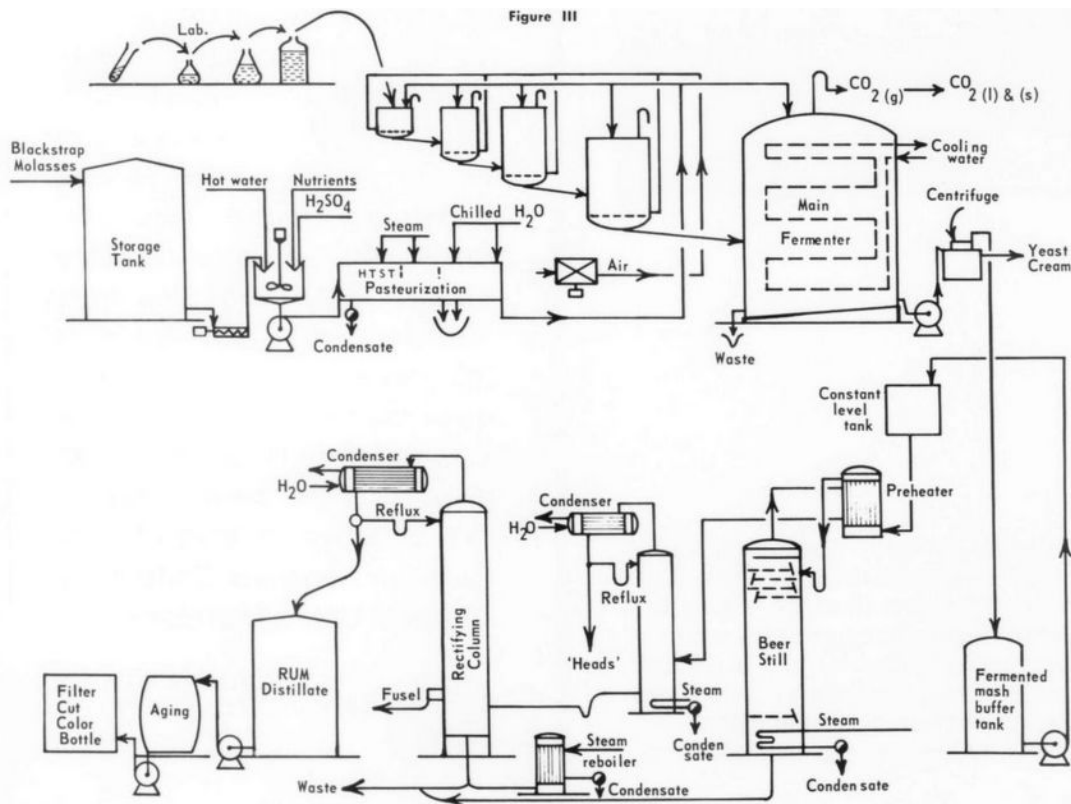 Figure III
Lab.
CO2 (g)
CO2 (l) & (s)
Blackstrap
Molasses
Storage
Tank
Hot water
Nutrients
H2SO4
Steam
Chilled H2O
HTST
Pasteurization
Condensate
Air
Main
Fermenter
Cooling
water
Centrifuge
Yeast
Cream
Waste
Constant
level
tank
Preheater
Condenser
H2O
Reflux
Rectifying
Column
Condenser
H2O
Reflux
'Heads'
Beer
Still
RUM
Distillate
Fusel
Filter
Cut
Color
Bottle
Aging
Steam
Conden
sate
Steam
Conden sate
Fermented
mash
buffer
tank
Steam
reboiler
Condensate
Waste